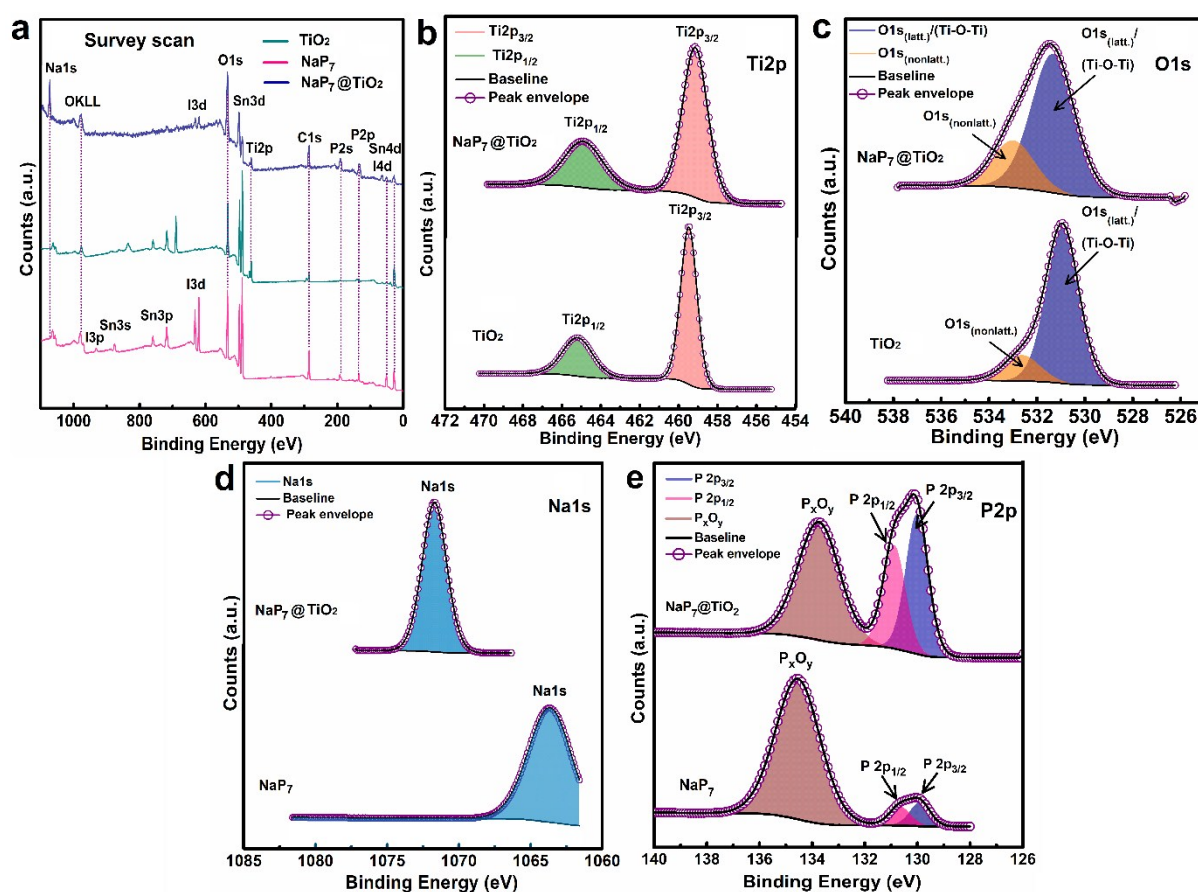 a
Survey scan
TiO₂
NaP₇
NaP₇@TiO₂
Na1s
OKLL
I3d
O1s
Sn3d
Ti2p
C1s
P2s
P2p
Sn4d
I4d
I3p
Sn3s
Sn3p
I3d
Counts (a.u.)
1000 800 600 400 200 0
Binding Energy (eV)
b
Ti2p₃/₂
Ti2p₁/₂
Baseline
Peak envelope
Ti2p
Ti2p₃/₂
Ti2p₁/₂
NaP₇@TiO₂
Ti2p₃/₂
Ti2p₁/₂
TiO₂
Counts (a.u.)
472 470 468 466 464 462 460 458 456 454
Binding Energy (eV)
c
O1s(latt.)/(Ti-O-Ti)
O1s(nonlatt.)
Baseline
Peak envelope
O1s(latt.)/
(Ti-O-Ti)
O1s
O1s(nonlatt.)
NaP₇@TiO₂
O1s(latt.)/
(Ti-O-Ti)
O1s(nonlatt.)
TiO₂
Counts (a.u.)
540 538 536 534 532 530 528 526
Binding Energy (eV)
d
Na1s
Baseline
Peak envelope
Na1s
Na1s
NaP₇@TiO₂
Na1s
NaP₇
Counts (a.u.)
1085 1080 1075 1070 1065 1060
Binding Energy (eV)
e
P 2p₃/₂
P 2p₁/₂
PₓOᵧ
Baseline
Peak envelope
P2p
PₓOᵧ
P 2p₁/₂
P 2p₃/₂
NaP₇@TiO₂
PₓOᵧ
P 2p₁/₂
P 2p₃/₂
NaP₇
Counts (a.u.)
140 138 136 134 132 130 128 126
Binding Energy (eV)